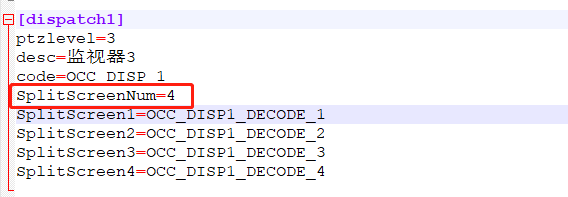 [dispatch1]
ptzlevel=3
desc=监视器3
code=OCC_DISP_1
SplitScreenNum=4
SplitScreen1=OCC_DISP1_DECODE_1
SplitScreen2=OCC_DISP1_DECODE_2
SplitScreen3=OCC_DISP1_DECODE_3
SplitScreen4=OCC_DISP1_DECODE_4